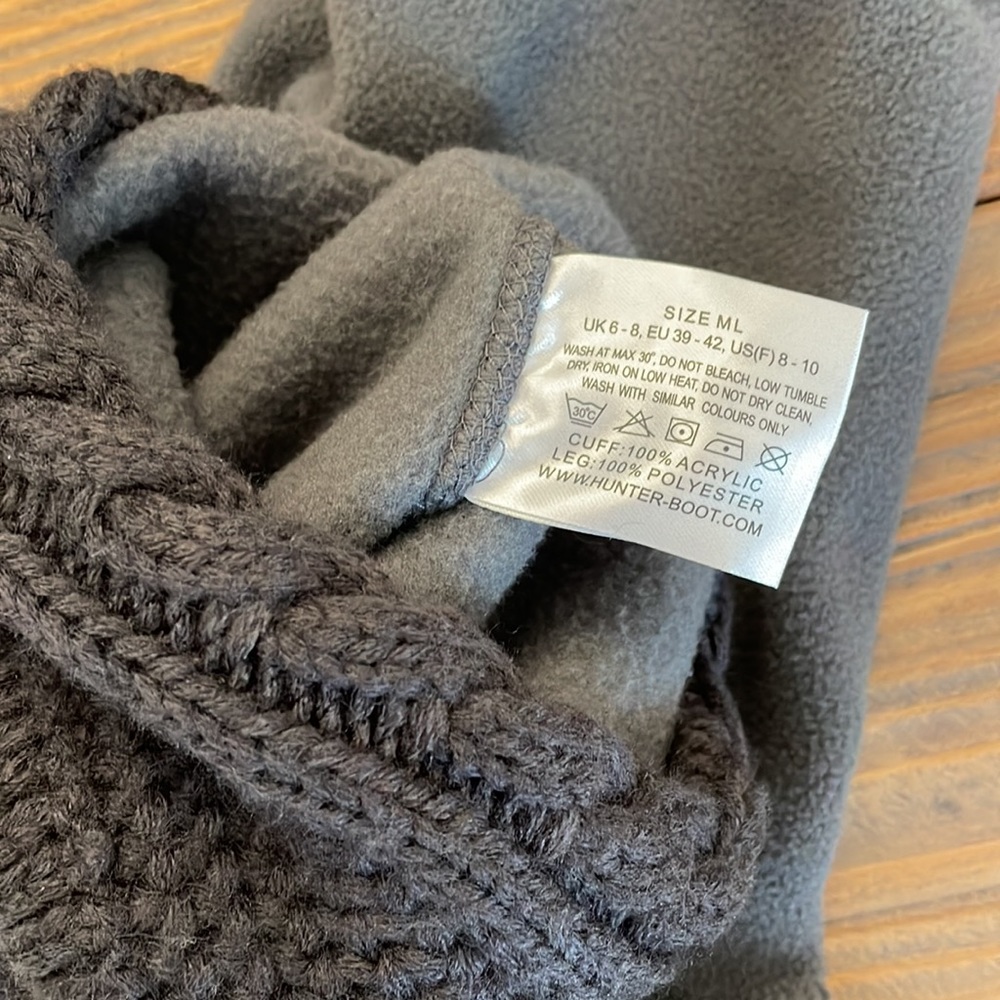 SIZE ML
UK 6 - 8, EU 39 - 42, US(F) 8 - 10
WASH AT MAX 30°, DO NOT BLEACH, LOW TUMBLE
DRY, IRON ON LOW HEAT, DO NOT DRY CLEAN,
WASH WITH SIMILAR COLOURS ONLY
30°C
CUFF:100% ACRYLIC
LEG:100% POLYESTER
WWW.HUNTER-BOOT.COM